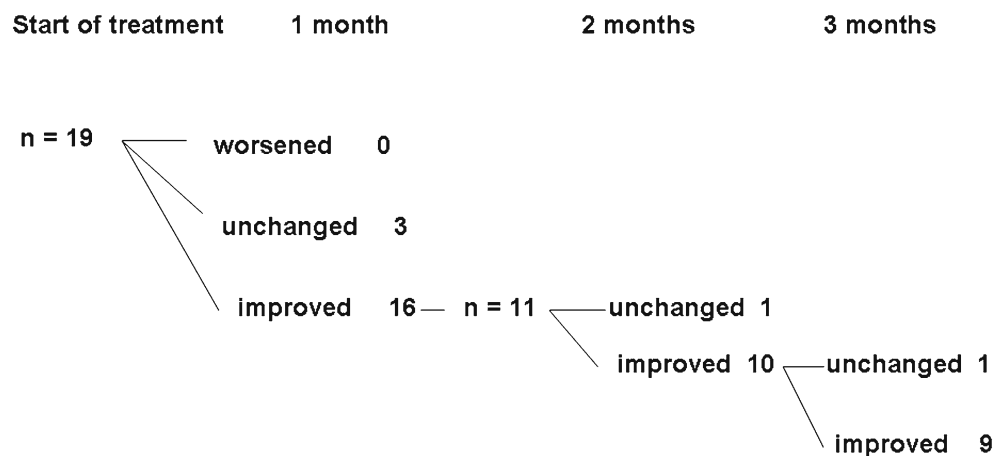 Start of treatment 1 month 2 months 3 months
n = 19 worsened 0
unchanged 3
improved 16 n = 11 unchanged 1
improved 10 unchanged 1
improved 9